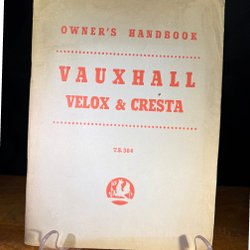 OWNER'S HANDBOOK
VAUXHALL
VELOX & CRESTA
T.S. 384